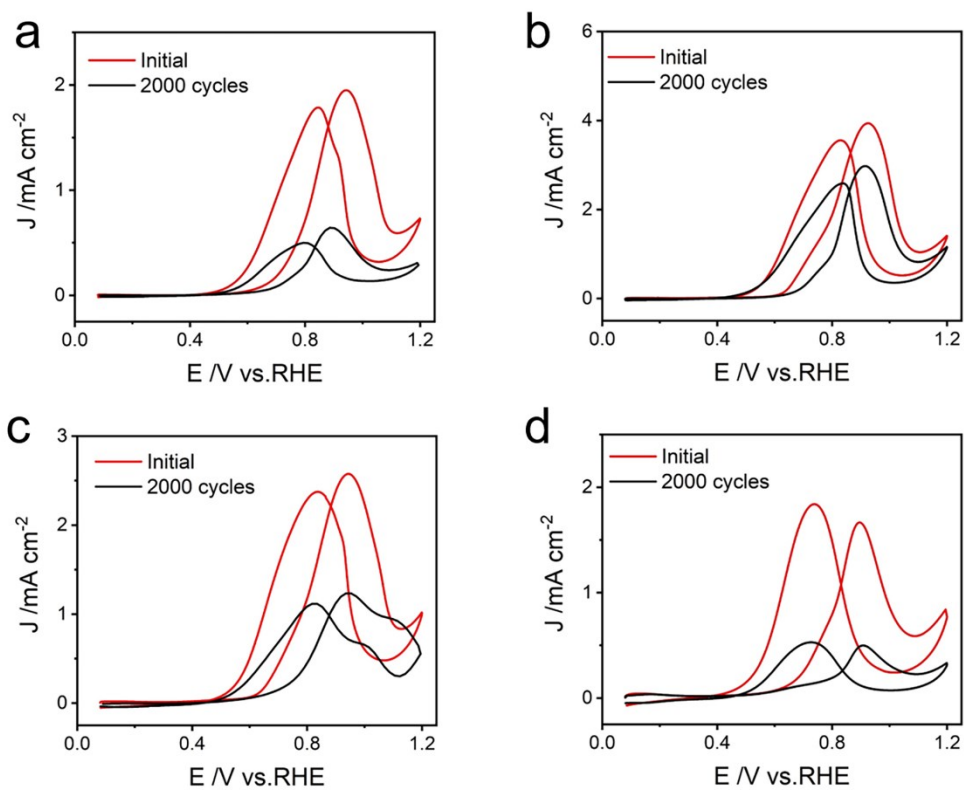 a
Initial
2000 cycles
J /mA cm⁻²
2
1
0
0.0 0.4 0.8 1.2
E /V vs.RHE
b
Initial
2000 cycles
J /mA cm⁻²
6
4
2
0
0.0 0.4 0.8 1.2
E /V vs.RHE
c
Initial
2000 cycles
J /mA cm⁻²
3
2
1
0
0.0 0.4 0.8 1.2
E /V vs.RHE
d
Initial
2000 cycles
J /mA cm⁻²
2
1
0
0.0 0.4 0.8 1.2
E /V vs.RHE